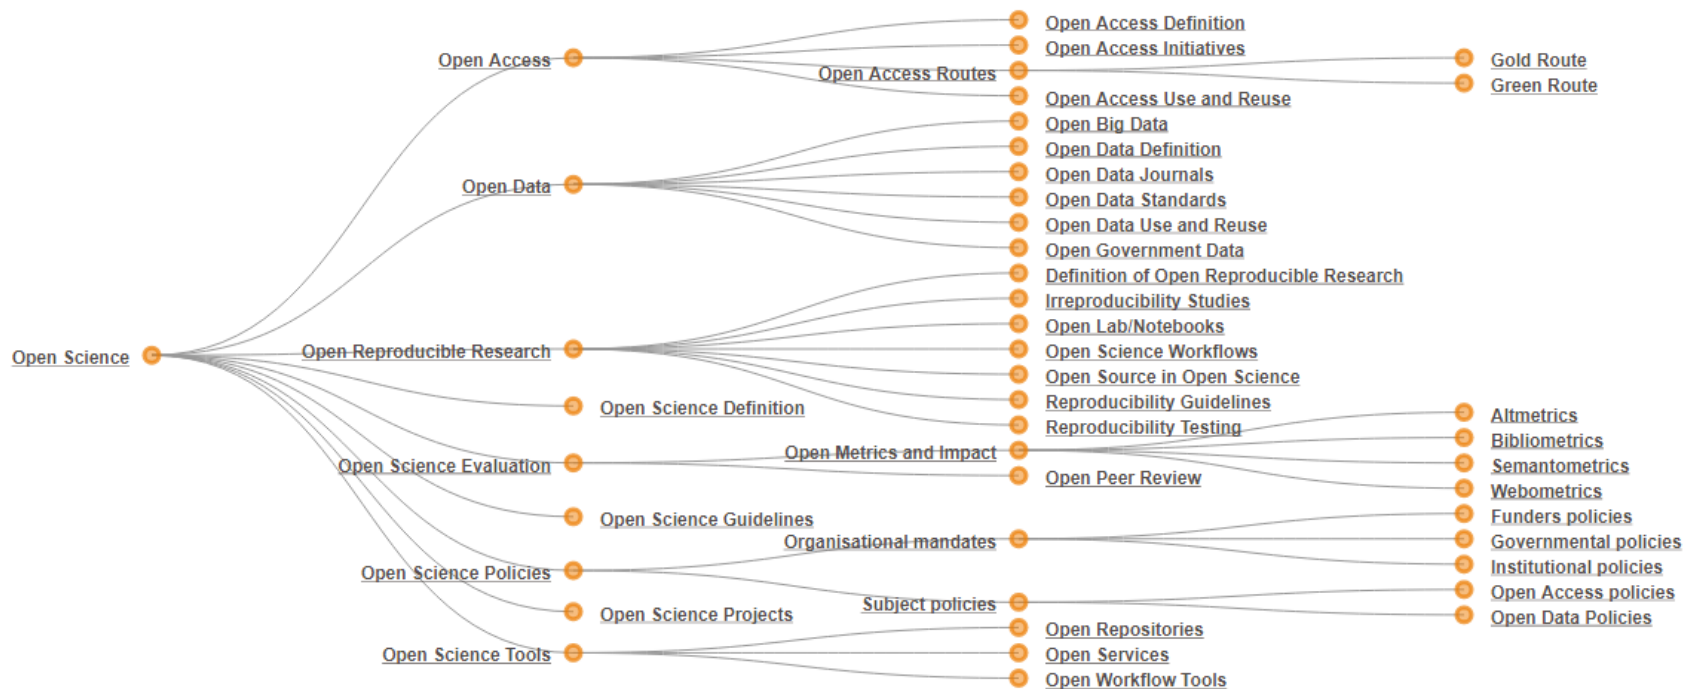 Open Science
Open Access
Open Access Definition
Open Access Initiatives
Open Access Routes
Gold Route
Green Route
Open Access Use and Reuse
Open Data
Open Big Data
Open Data Definition
Open Data Journals
Open Data Standards
Open Data Use and Reuse
Open Government Data
Open Reproducible Research
Definition of Open Reproducible Research
Irreproducibility Studies
Open Lab/Notebooks
Open Science Workflows
Open Source in Open Science
Reproducibility Guidelines
Reproducibility Testing
Open Science Definition
Open Science Evaluation
Open Metrics and Impact
Altmetrics
Bibliometrics
Semantometrics
Webometrics
Open Peer Review
Open Science Guidelines
Open Science Policies
Organisational mandates
Funders policies
Governmental policies
Institutional policies
Subject policies
Open Access policies
Open Data Policies
Open Science Projects
Open Science Tools
Open Repositories
Open Services
Open Workflow Tools